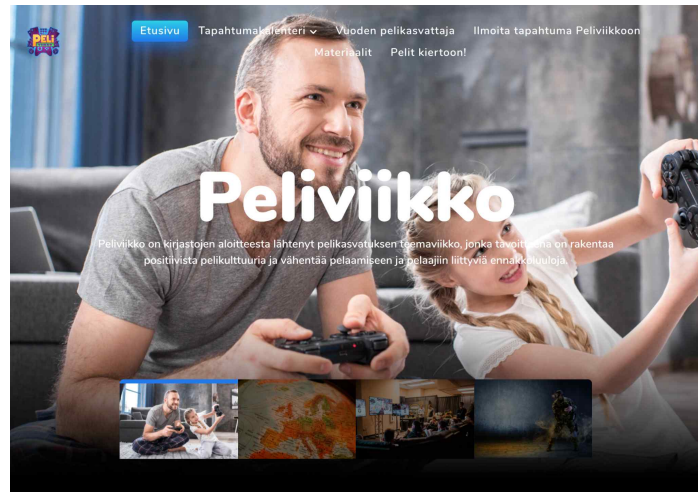 PELi
Etusivu
Tapahtumakalenteri
Vuoden pelikasvattaja
Ilmoita tapahtuma Peliviikkoon
Materiaalit
Pelit kiertoon!
Peliviikko
Peliviikko on kirjastojen aloitteesta lähtenyt pelikasvatuksen teemaviikko, jonka tavoitteena on rakentaa
positiivista pelikulttuuria ja vähentää pelaamiseen ja pelaajiin liittyviä ennakkoluuloja.